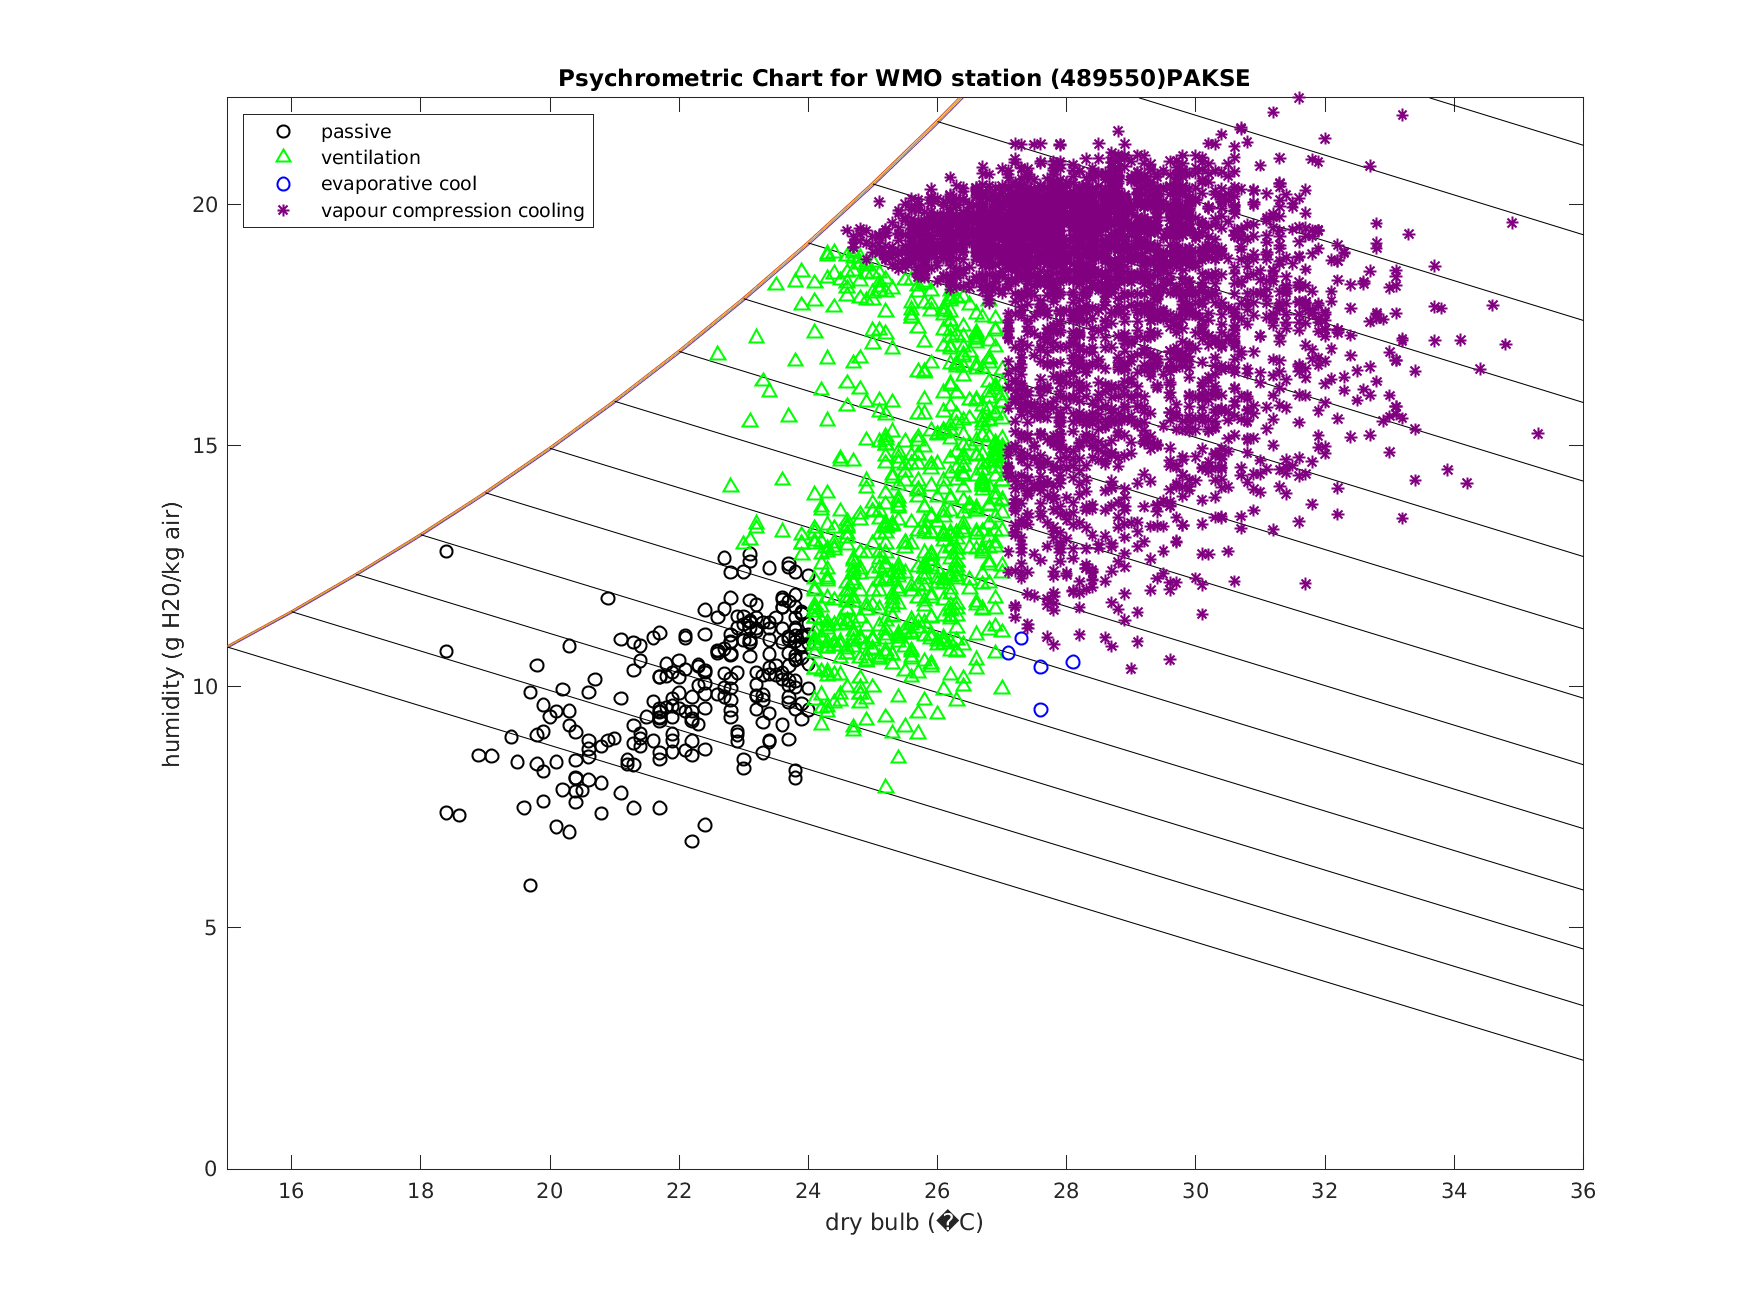 Psychrometric Chart for WMO station (489550)PAKSE
passive
ventilation
evaporative cool
vapour compression cooling
humidity (g H20/kg air)
20
15
10
5
0
16 18 20 22 24 26 28 30 32 34 36
dry bulb (�C)